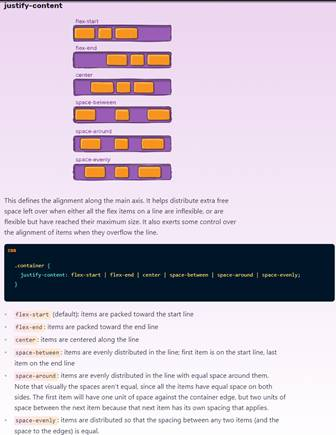 justify-content
flex-start
flex-end
center
space-between
space-around
space-evenly
This defines the alignment along the main axis. It helps distribute extra free
space left over when either all the flex items on a line are inflexible, or are
flexible but have reached their maximum size. It also exerts some control over
the alignment of items when they overflow the line.
CSS
.container {
justify-content: flex-start | flex-end | center | space-between | space-around | space-evenly;
}
flex-start (default): items are packed toward the start line
flex-end: items are packed toward the end line
center: items are centered along the line
space-between: items are evenly distributed in the line; first item is on the start line, last
item on the end line
space-around: items are evenly distributed in the line with equal space around them.
Note that visually the spaces aren't equal, since all the items have equal space on both
sides. The first item will have one unit of space against the container edge, but two units of
space between the next item because that next item has its own spacing that applies.
space-evenly: items are distributed so that the spacing between any two items (and the
space to the edges) is equal.